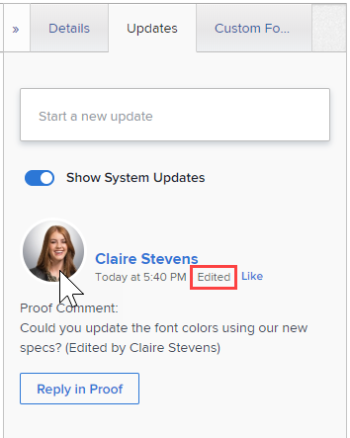 » Details Updates Custom Fo...
Start a new update
Show System Updates
Claire Stevens
Today at 5:40 PM Edited Like
Proof Comment:
Could you update the font colors using our new
specs? (Edited by Claire Stevens)
Reply in Proof